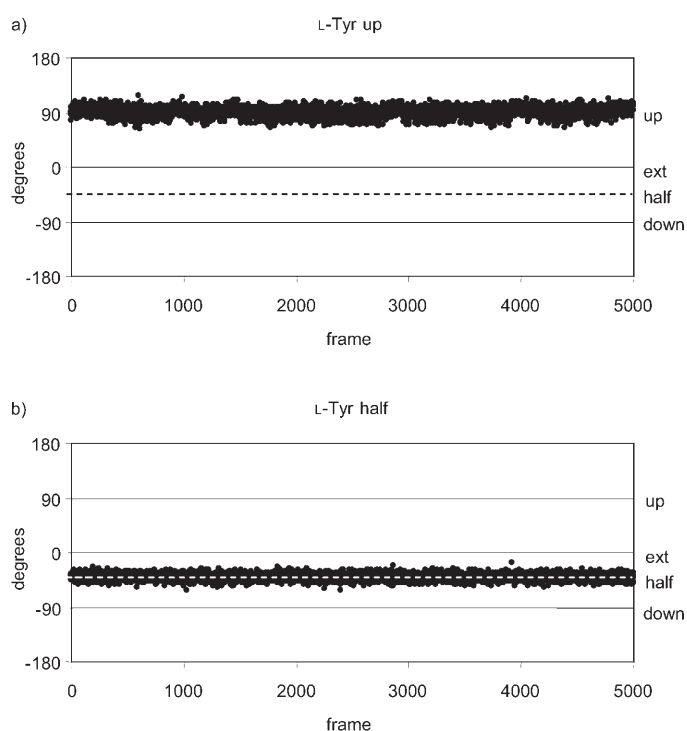 a)
ʟ-Tyr up
180
90
0
-90
-180
degrees
up
ext
half
down
0 1000 2000 3000 4000 5000
frame
b)
ʟ-Tyr half
180
90
0
-90
-180
degrees
up
ext
half
down
0 1000 2000 3000 4000 5000
frame